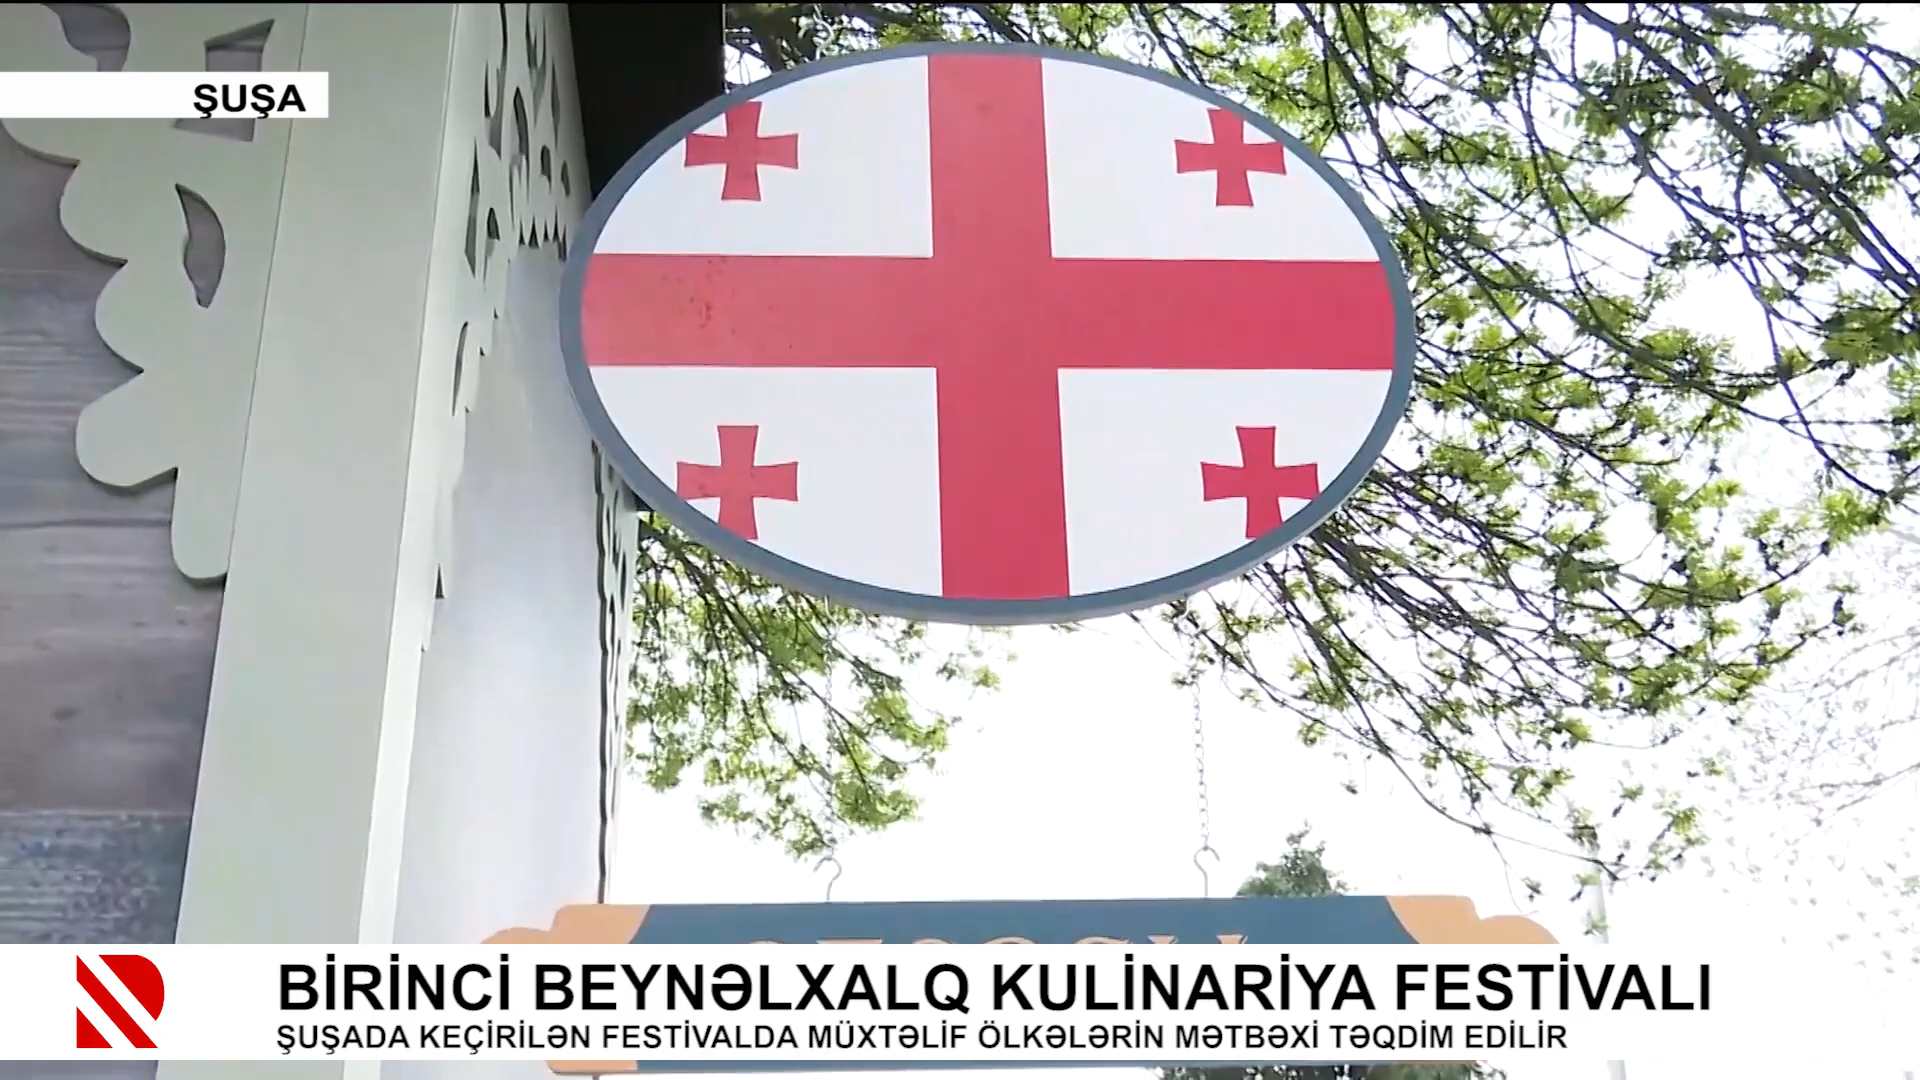 ŞUŞA
BİRİNCİ BEYNƏLXALQ KULİNARİYA FESTİVALI
ŞUŞADA KEÇİRİLƏN FESTİVALDA MÜXTƏLİF ÖLKƏLƏRİN MƏTBƏXİ TƏQDİM EDİLİR